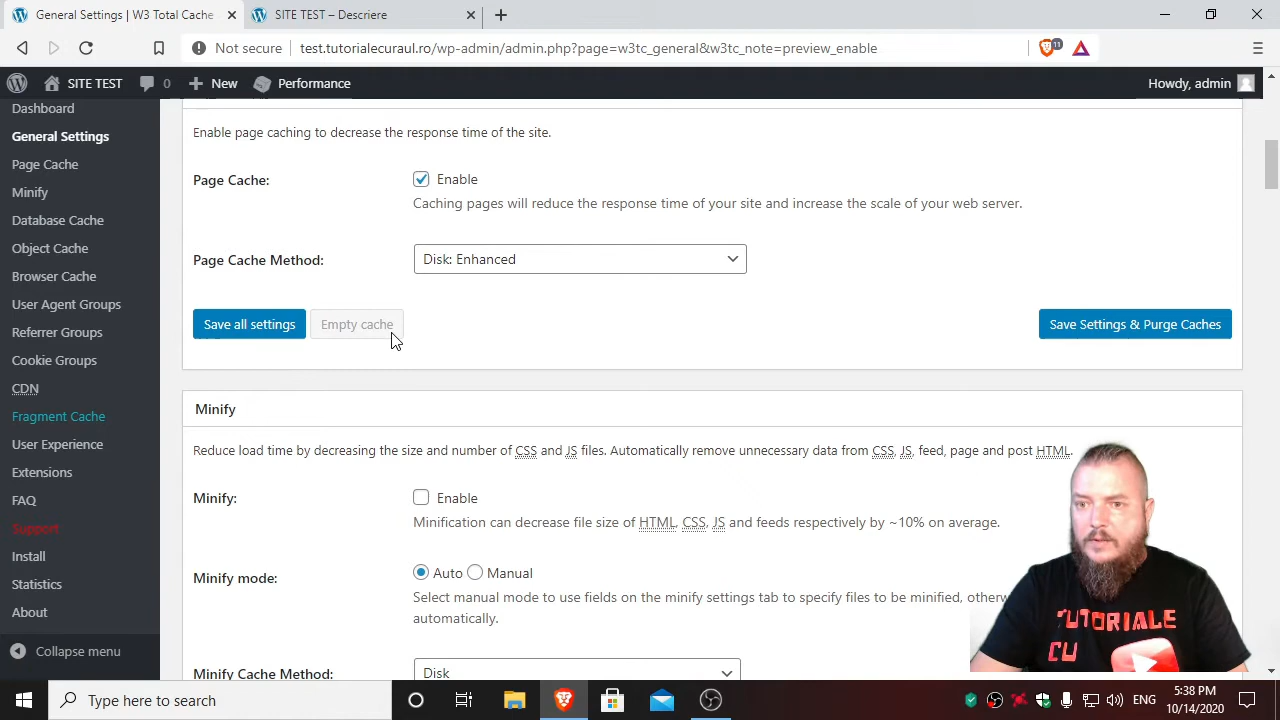 General Settings | W3 Total Cache
SITE TEST – Descriere
Not secure
test.tutorialecuraul.ro/wp-admin/admin.php?page=w3tc_general&w3tc_note=preview_enable
11
SITE TEST
0
New
Performance
Howdy, admin
Dashboard
General Settings
Page Cache
Minify
Database Cache
Object Cache
Browser Cache
User Agent Groups
Referrer Groups
Cookie Groups
CDN
Fragment Cache
User Experience
Extensions
FAQ
Support
Install
Statistics
About
Collapse menu
Enable page caching to decrease the response time of the site.
Page Cache:
Enable
Caching pages will reduce the response time of your site and increase the scale of your web server.
Page Cache Method:
Disk: Enhanced
Save all settings
Empty cache
Save Settings & Purge Caches
Minify
Reduce load time by decreasing the size and number of CSS and JS files. Automatically remove unnecessary data from CSS, JS, feed, page and post HTML.
Minify:
Enable
Minification can decrease file size of HTML, CSS, JS and feeds respectively by ~10% on average.
Minify mode:
Auto
Manual
Select manual mode to use fields on the minify settings tab to specify files to be minified,
automatically.
Minify Cache Method:
Disk
TUTORIALE
CU
Type here to search
ENG
5:38 PM
10/14/2020